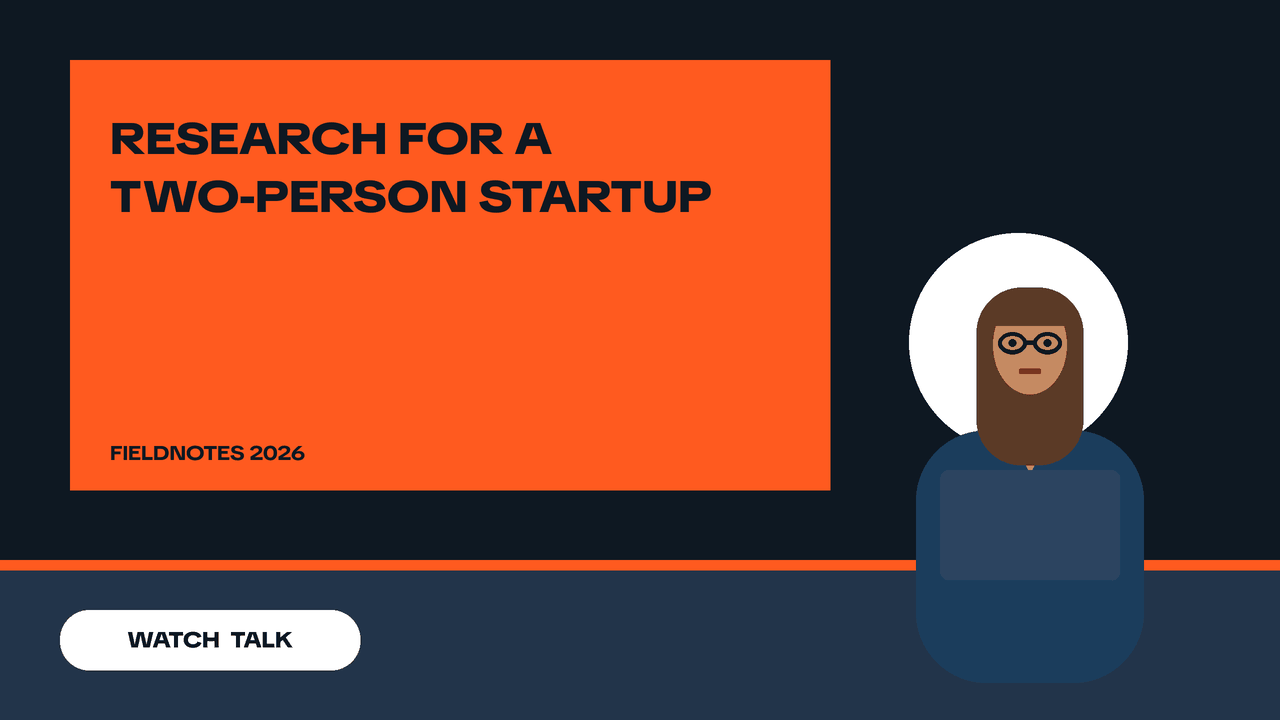 RESEARCH FOR A
TWO-PERSON STARTUP
FIELDNOTES 2026
WATCH TALK